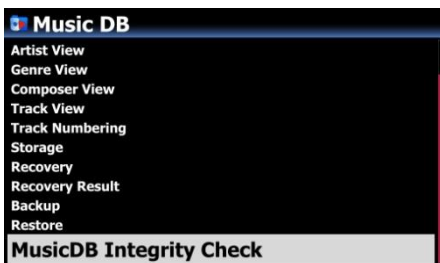 Music DB
Artist View
Genre View
Composer View
Track View
Track Numbering
Storage
Recovery
Recovery Result
Backup
Restore
MusicDB Integrity Check